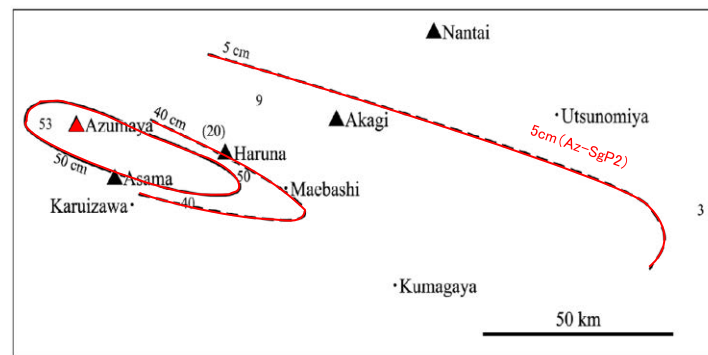 Nantai
5 cm
9
Utsunomiya
40 cm
Akagi
53
Azumaya
(20)
5cm(Az-SgP2)
Haruna
50 cm
Asama
50
Maebashi
Karuizawa
40
3
Kumagaya
50 km